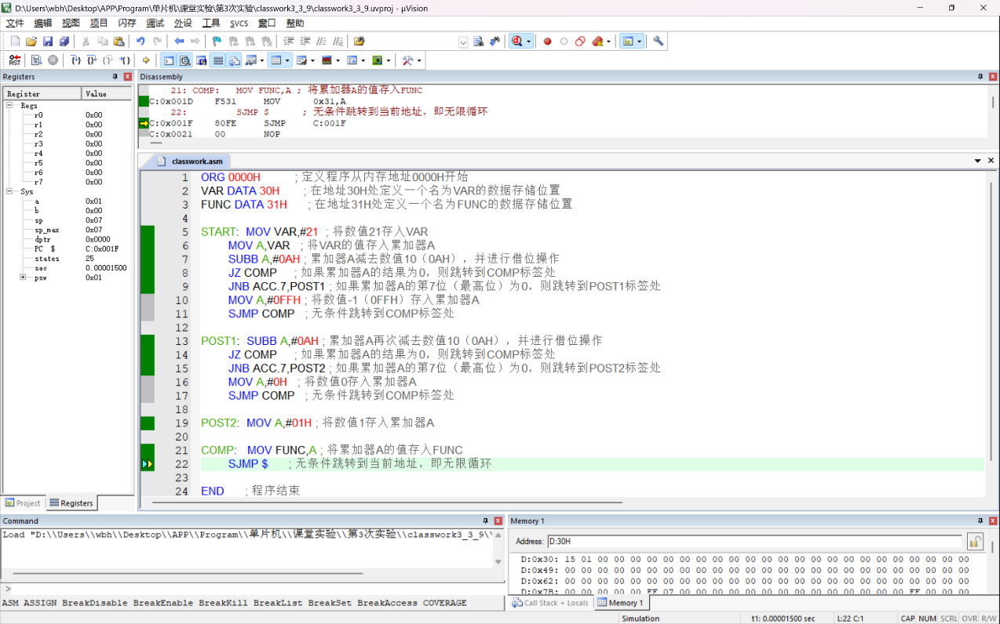 D:\Users\wbh\Desktop\APP\Program\单片机\课堂实验\第3次实验\classwork3_3_9\classwork3_3_9.uvproj - µVision
文件 编辑 视图 项目 闪存 调试 外设 工具 SVCS 窗口 帮助
RST
Registers
Register Value
Regs
r0 0x00
r1 0x00
r2 0x00
r3 0x00
r4 0x00
r5 0x00
r6 0x00
r7 0x00
Sys
a 0x01
b 0x00
sp 0x07
sp_max 0x07
dptr 0x0000
PC $ C:0x001F
states 25
sec 0.00001500
psw 0x01
Project Registers
Disassembly
21: COMP: MOV FUNC,A ; 将累加器A的值存入FUNC
C:0x001D F531 MOV 0x31,A
22: SJMP $ ; 无条件跳转到当前地址，即无限循环
C:0x001F 80FE SJMP C:001F
C:0x0021 00 NOP
classwork.asm
1 ORG 0000H ; 定义程序从内存地址0000H开始
2 VAR DATA 30H ; 在地址30H处定义一个名为VAR的数据存储位置
3 FUNC DATA 31H ; 在地址31H处定义一个名为FUNC的数据存储位置
4
5 START: MOV VAR,#21 ; 将数值21存入VAR
6 MOV A,VAR ; 将VAR的值存入累加器A
7 SUBB A,#0AH ; 累加器A减去数值10（0AH），并进行借位操作
8 JZ COMP ; 如果累加器A的结果为0，则跳转到COMP标签处
9 JNB ACC.7,POST1 ; 如果累加器A的第7位（最高位）为0，则跳转到POST1标签处
10 MOV A,#0FFH ; 将数值-1（0FFH）存入累加器A
11 SJMP COMP ; 无条件跳转到COMP标签处
12
13 POST1: SUBB A,#0AH ; 累加器A再次减去数值10（0AH），并进行借位操作
14 JZ COMP ; 如果累加器A的结果为0，则跳转到COMP标签处
15 JNB ACC.7,POST2 ; 如果累加器A的第7位（最高位）为0，则跳转到POST2标签处
16 MOV A,#0H ; 将数值0存入累加器A
17 SJMP COMP ; 无条件跳转到COMP标签处
18
19 POST2: MOV A,#01H ; 将数值1存入累加器A
20
21 COMP: MOV FUNC,A ; 将累加器A的值存入FUNC
22 SJMP $ ; 无条件跳转到当前地址，即无限循环
23
24 END ; 程序结束
Command
Load "D:\\Users\\wbh\\Desktop\\APP\\Program\\单片机\\课堂实验\\第3次实验\\classwork3_3_9\\
>
ASM ASSIGN BreakDisable BreakEnable BreakKill BreakList BreakSet BreakAccess COVERAGE
Memory 1
Address: D:30H
D:0x30: 15 01 00 00 00 00 00 00 00 00 00 00 00 00 00 00 00 00 00 00 00 00 00 00 00
D:0x49: 00 00 00 00 00 00 00 00 00 00 00 00 00 00 00 00 00 00 00 00 00 00 00 00 00
D:0x62: 00 00 00 00 00 00 00 00 00 00 00 00 00 00 00 00 00 00 00 00 00 00 00 00 00
D:0x7B: 00 00 00 00 00 FF 07 00 00 00 00 00 00 00 00 00 00 00 00 00 00 FF 00 00 00
Call Stack + Locals Memory 1
Simulation t1: 0.00001500 sec L:22 C:1 CAP NUM SCRL OVR R/W